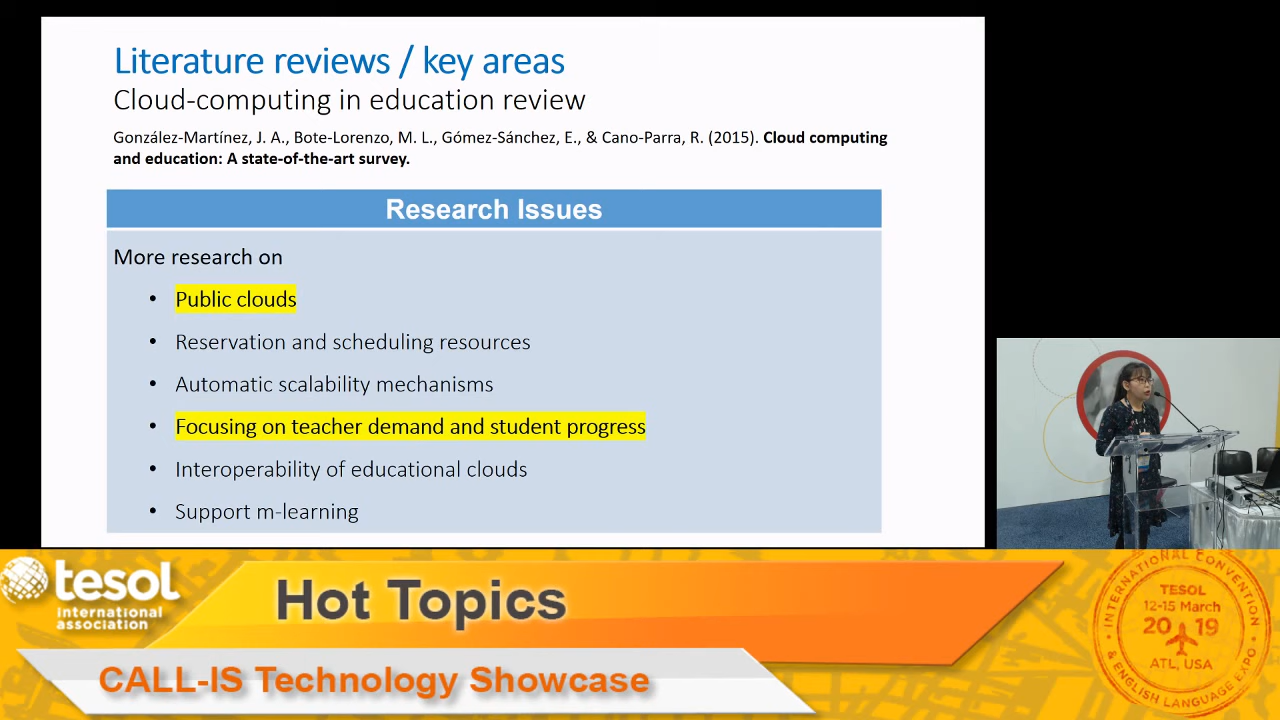 Literature reviews / key areas
Cloud-computing in education review
González-Martínez, J. A., Bote-Lorenzo, M. L., Gómez-Sánchez, E., & Cano-Parra, R. (2015). Cloud computing
and education: A state-of-the-art survey.
Research Issues
More research on
• Public clouds
• Reservation and scheduling resources
• Automatic scalability mechanisms
• Focusing on teacher demand and student progress
• Interoperability of educational clouds
• Support m-learning
tesol
international
association
Hot Topics
CALL-IS Technology Showcase
INTERNATIONAL CONVENTION
TESOL
12-15 March
20 19
ATL, USA
& ENGLISH LANGUAGE EXPO